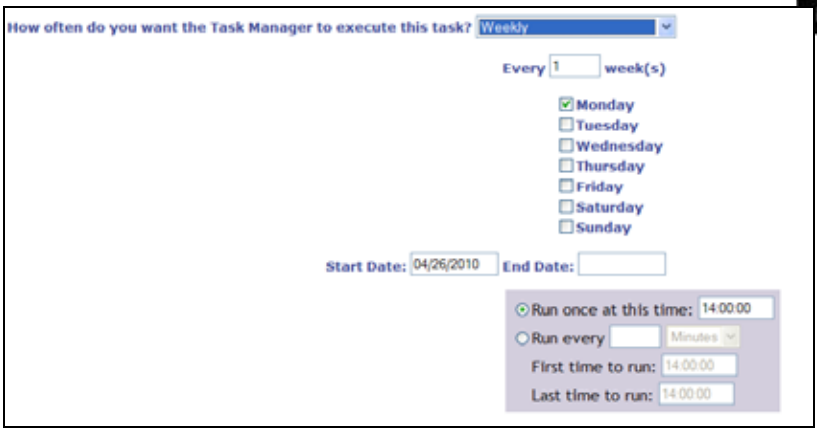 How often do you want the Task Manager to execute this task? Weekly
Every 1 week(s)
Monday
Tuesday
Wednesday
Thursday
Friday
Saturday
Sunday
Start Date: 04/26/2010 End Date:
Run once at this time: 14:00:00
Run every Minutes
First time to run: 14:00:00
Last time to run: 14:00:00